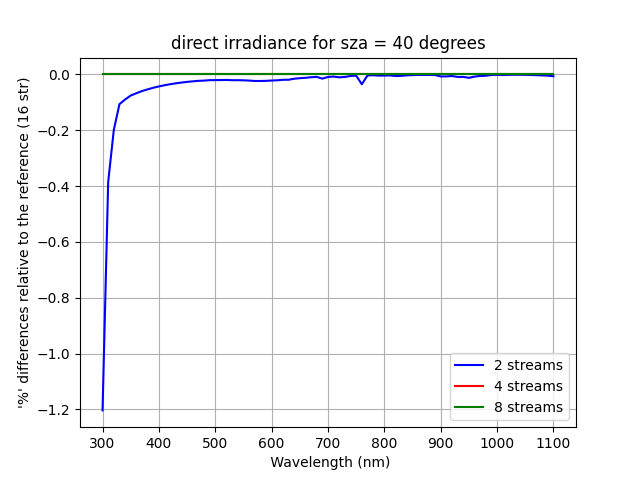 direct irradiance for sza = 40 degrees
'%' differences relative to the reference (16 str)
0.0
−0.2
−0.4
−0.6
−0.8
−1.0
−1.2
2 streams
4 streams
8 streams
300 400 500 600 700 800 900 1000 1100
Wavelength (nm)